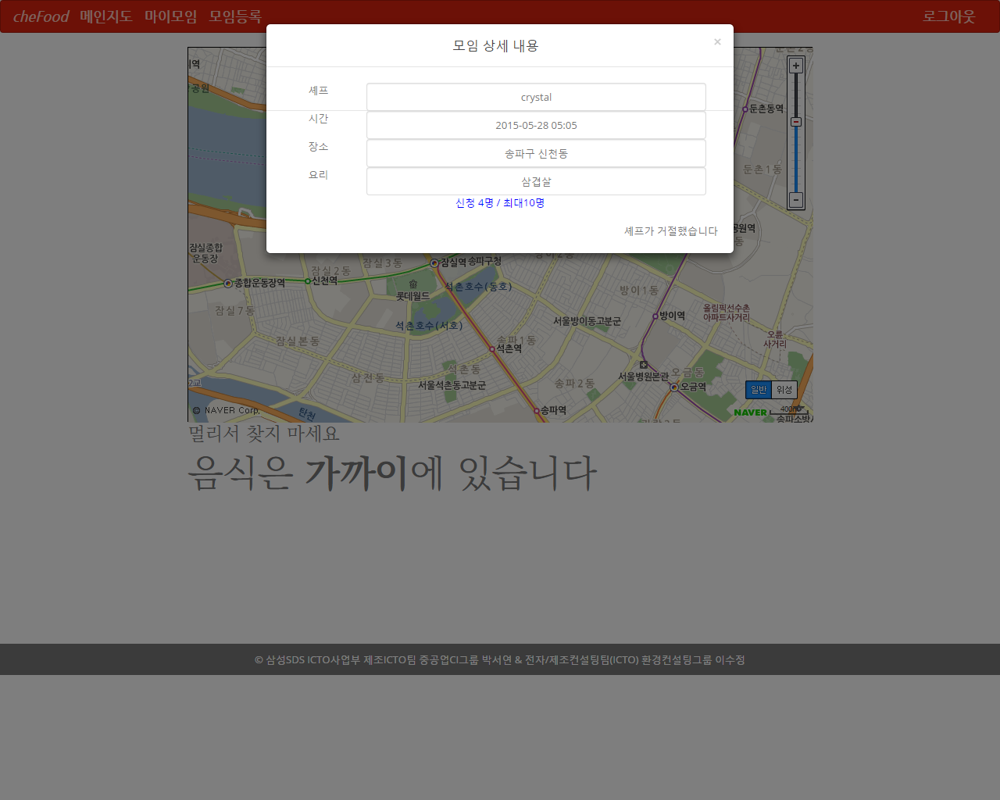 cheFood 메인지도 마이모임 모임등록 로그아웃
모임 상세 내용 ×
셰프 crystal
시간 2015-05-28 05:05
장소 송파구 신천동
요리 삼겹살
신청 4명 / 최대10명
셰프가 거절했습니다
둔촌동역
둔촌1동
잠실종합
운동장
종합운동장역
잠실2동
신천역
잠실3동
잠실역
송파구청
롯데월드
석촌호수(동호)
석촌호수(서호)
방이1동
방이역
올림픽선수촌
아파트사거리
오륜
사거리
잠실7동
잠실본동
서울방이동고분군
송파1동
석촌역
삼전동
석촌동
서울석촌동고분군
송파2동
서울병원본관
오금동
오금역
탄천
송파역
일반 위성
© NAVER Corp.
NAVER
멀리서 찾지 마세요
음식은 가까이에 있습니다
© 삼성SDS ICTO사업부 제조ICTO팀 중공업CI그룹 박서연 & 전자/제조컨설팅팀(ICTO) 환경컨설팅그룹 이수정